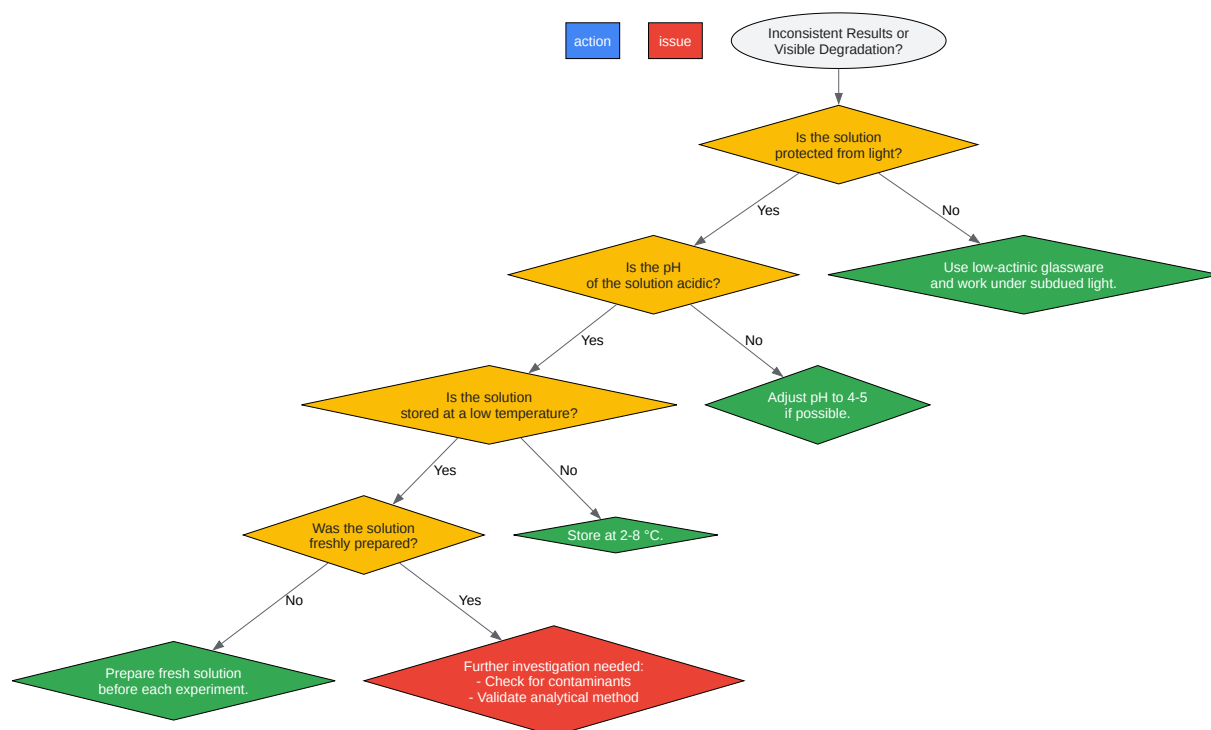 action
issue
Inconsistent Results or
Visible Degradation?
Is the solution
protected from light?
Yes
No
Is the pH
of the solution acidic?
Use low-actinic glassware
and work under subdued light.
Yes
No
Is the solution
stored at a low temperature?
Adjust pH to 4-5
if possible.
Yes
No
Was the solution
freshly prepared?
Store at 2-8 °C.
No
Yes
Prepare fresh solution
before each experiment.
Further investigation needed:
- Check for contaminants
- Validate analytical method